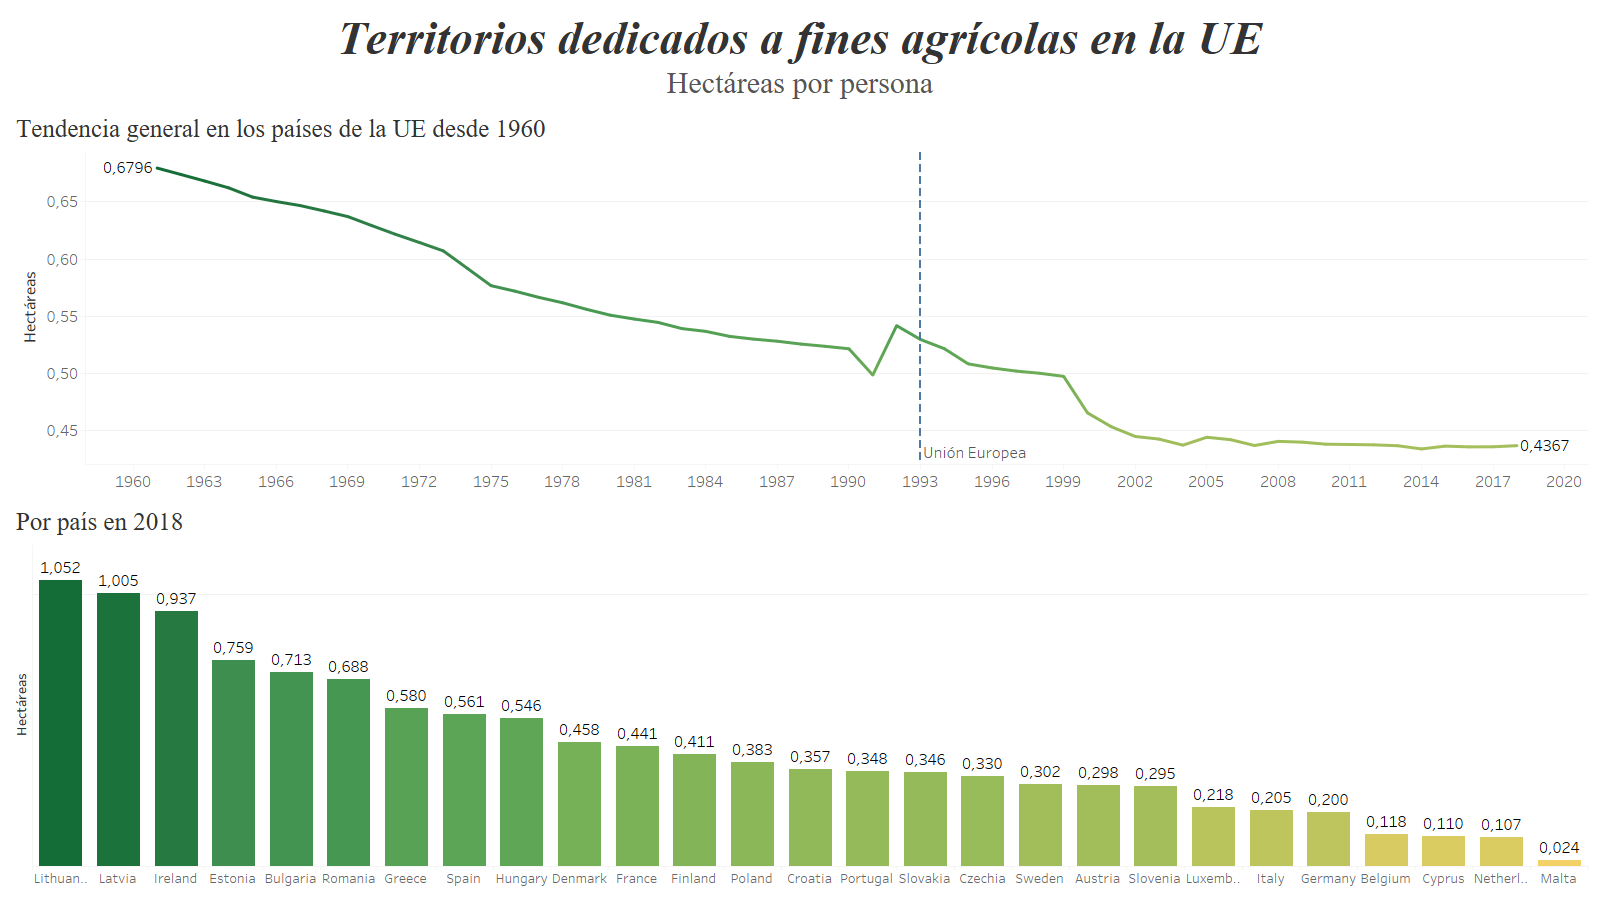 Territorios dedicados a fines agrícolas en la UE
Hectáreas por persona
Tendencia general en los países de la UE desde 1960
0,6796
0,65
0,60
0,55
0,50
0,45
Hectáreas
0,4367
Unión Europea
1960 1963 1966 1969 1972 1975 1978 1981 1984 1987 1990 1993 1996 1999 2002 2005 2008 2011 2014 2017 2020
Por país en 2018
Hectáreas
1,052 1,005 0,937 0,759 0,713 0,688 0,580 0,561 0,546 0,458 0,441 0,411 0,383 0,357 0,348 0,346 0,330 0,302 0,298 0,295 0,218 0,205 0,200 0,118 0,110 0,107 0,024
Lithuan.. Latvia Ireland Estonia Bulgaria Romania Greece Spain Hungary Denmark France Finland Poland Croatia Portugal Slovakia Czechia Sweden Austria Slovenia Luxemb.. Italy Germany Belgium Cyprus Netherl.. Malta